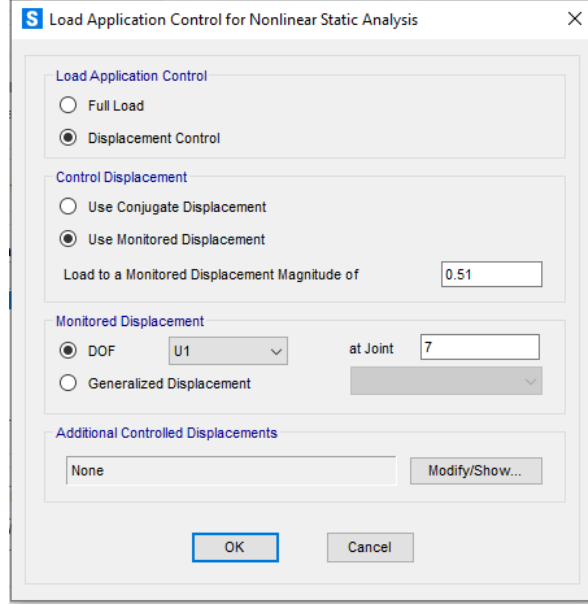 S Load Application Control for Nonlinear Static Analysis
Load Application Control
Full Load
Displacement Control
Control Displacement
Use Conjugate Displacement
Use Monitored Displacement
Load to a Monitored Displacement Magnitude of 0.51
Monitored Displacement
DOF U1 at Joint 7
Generalized Displacement
Additional Controlled Displacements
None Modify/Show...
OK Cancel